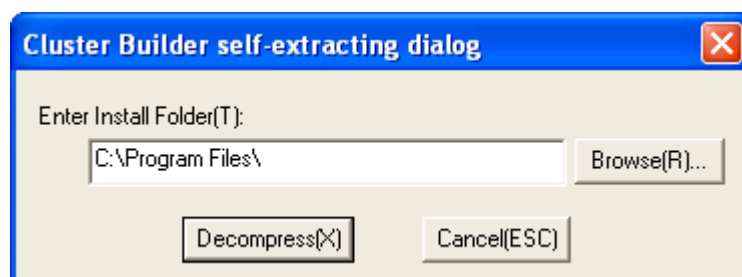 Cluster Builder self-extracting dialog
Enter Install Folder(T):
C:\Program Files\
Browse(R)...
Decompress(X)
Cancel(ESC)